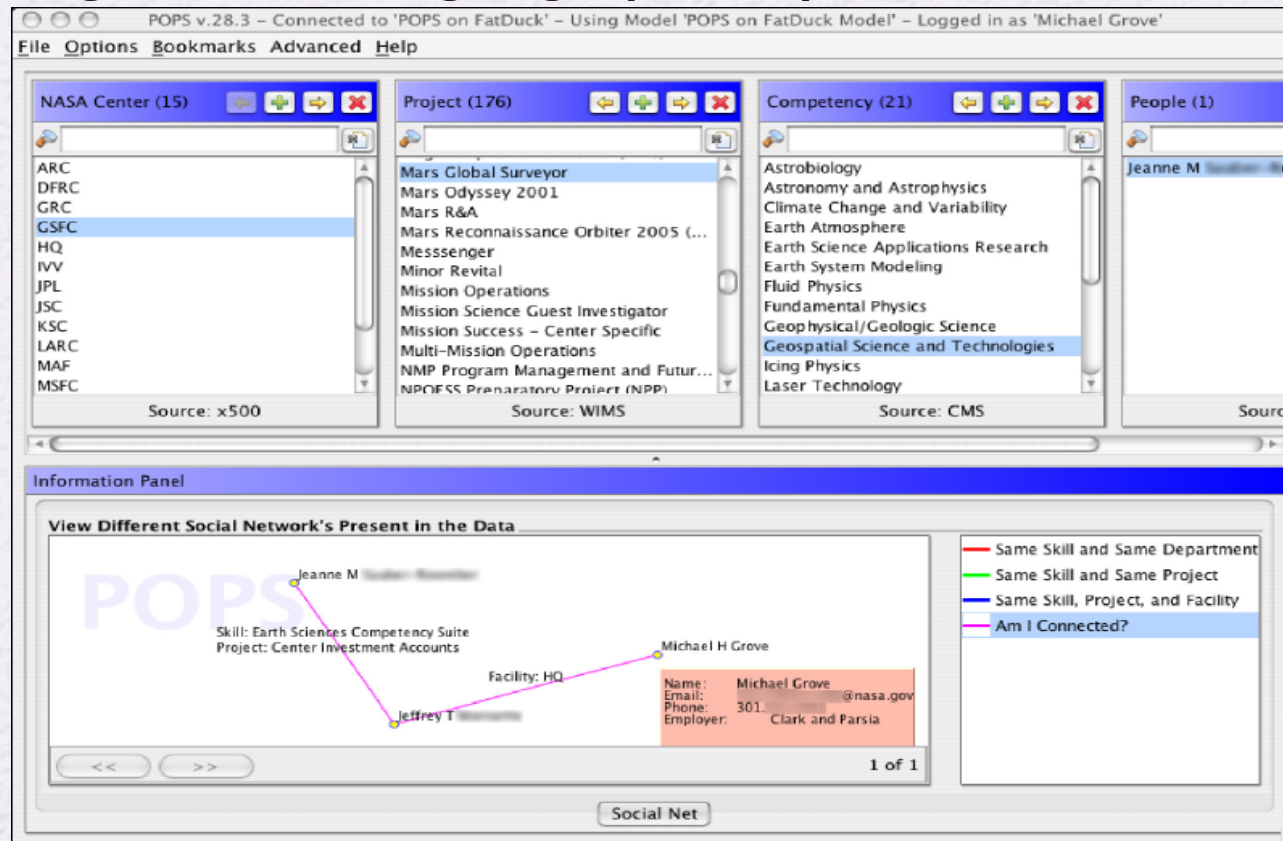 POPS v.28.3 – Connected to 'POPS on FatDuck' – Using Model 'POPS on FatDuck Model' – Logged in as 'Michael Grove'
File Options Bookmarks Advanced Help
NASA Center (15)
ARC
DFRC
GRC
GSFC
HQ
IVV
JPL
JSC
KSC
LARC
MAF
MSFC
Source: x500
Project (176)
Mars Global Surveyor
Mars Odyssey 2001
Mars R&A
Mars Reconnaissance Orbiter 2005 (...
Messsenger
Minor Revital
Mission Operations
Mission Science Guest Investigator
Mission Success – Center Specific
Multi-Mission Operations
NMP Program Management and Futur...
NPOESS Preparatory Project (NPP)
Source: WIMS
Competency (21)
Astrobiology
Astronomy and Astrophysics
Climate Change and Variability
Earth Atmosphere
Earth Science Applications Research
Earth System Modeling
Fluid Physics
Fundamental Physics
Geophysical/Geologic Science
Geospatial Science and Technologies
Icing Physics
Laser Technology
Source: CMS
People (1)
Jeanne M
Sourc
Information Panel
View Different Social Network's Present in the Data
POPS
Jeanne M
Skill: Earth Sciences Competency Suite
Project: Center Investment Accounts
Michael H Grove
Facility: HQ
Name: Michael Grove
Email: @nasa.gov
Phone: 301.
Employer: Clark and Parsia
Jeffrey T
<< >> 1 of 1
Same Skill and Same Department
Same Skill and Same Project
Same Skill, Project, and Facility
Am I Connected?
Social Net